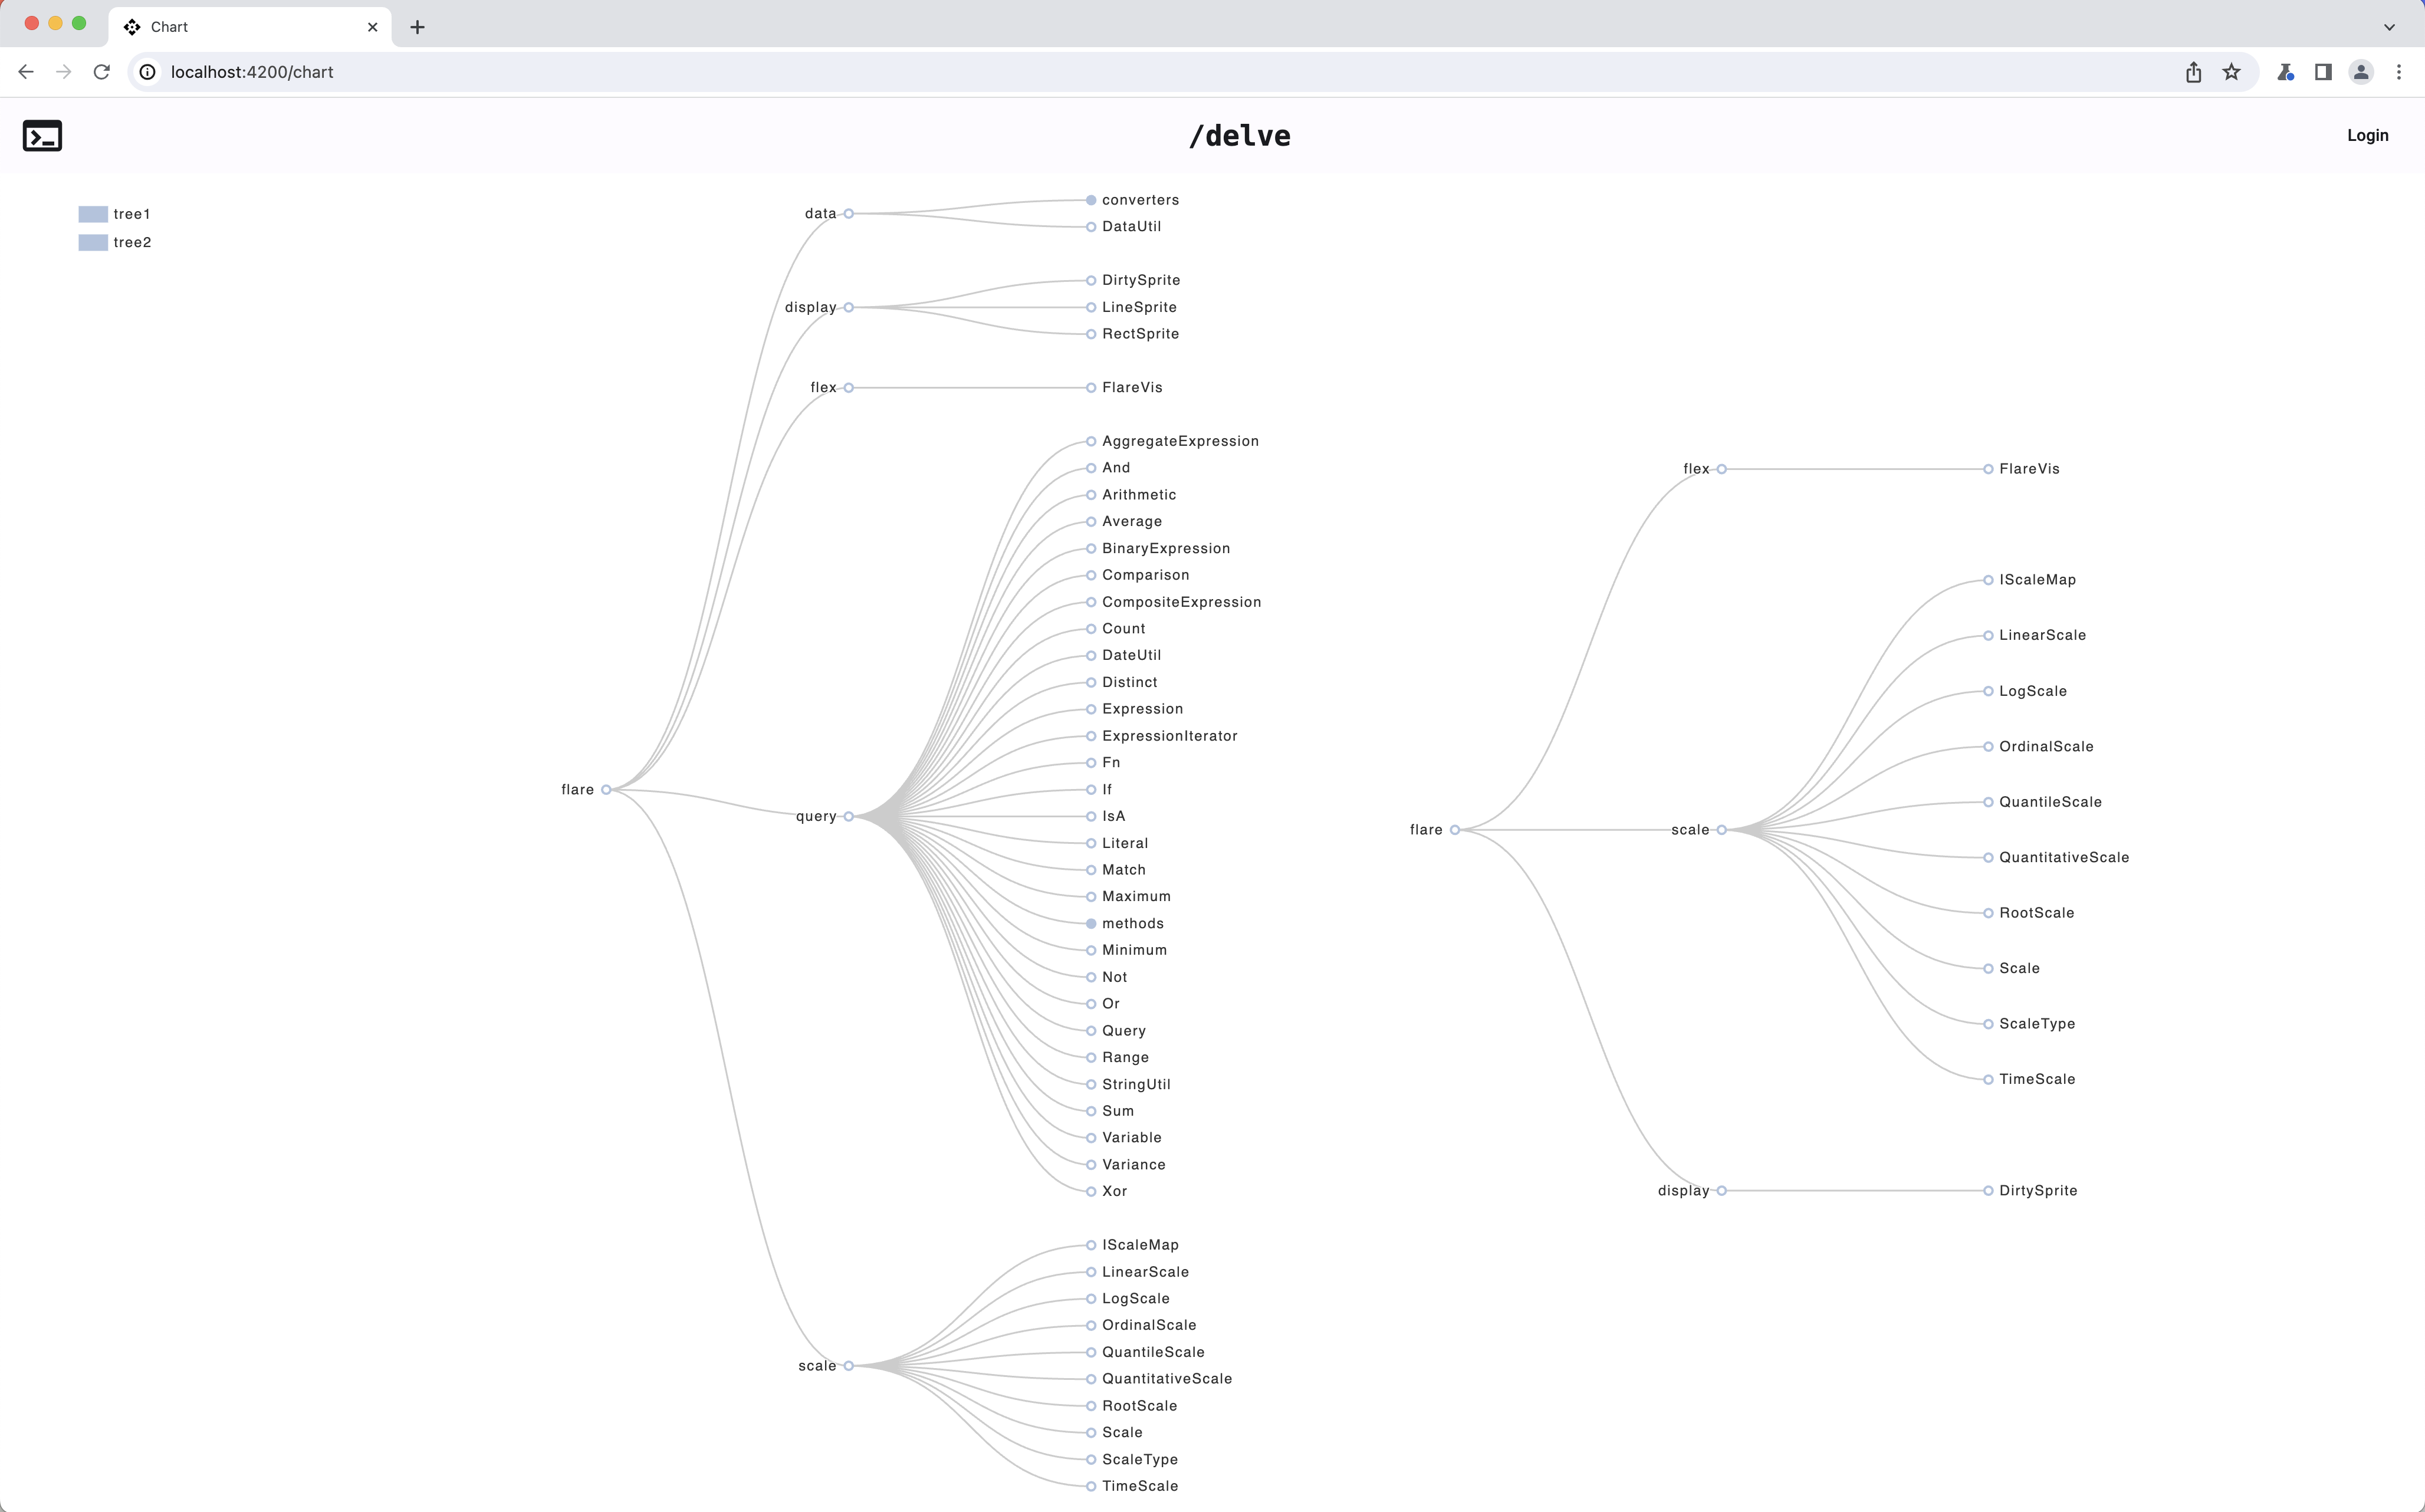 Chart
localhost:4200/chart
/delve
Login
tree1
tree2
flare
data
converters
DataUtil
display
DirtySprite
LineSprite
RectSprite
flex
FlareVis
query
AggregateExpression
And
Arithmetic
Average
BinaryExpression
Comparison
CompositeExpression
Count
DateUtil
Distinct
Expression
ExpressionIterator
Fn
If
IsA
Literal
Match
Maximum
methods
Minimum
Not
Or
Query
Range
StringUtil
Sum
Variable
Variance
Xor
scale
IScaleMap
LinearScale
LogScale
OrdinalScale
QuantileScale
QuantitativeScale
RootScale
Scale
ScaleType
TimeScale
flare
flex
FlareVis
scale
IScaleMap
LinearScale
LogScale
OrdinalScale
QuantileScale
QuantitativeScale
RootScale
Scale
ScaleType
TimeScale
display
DirtySprite